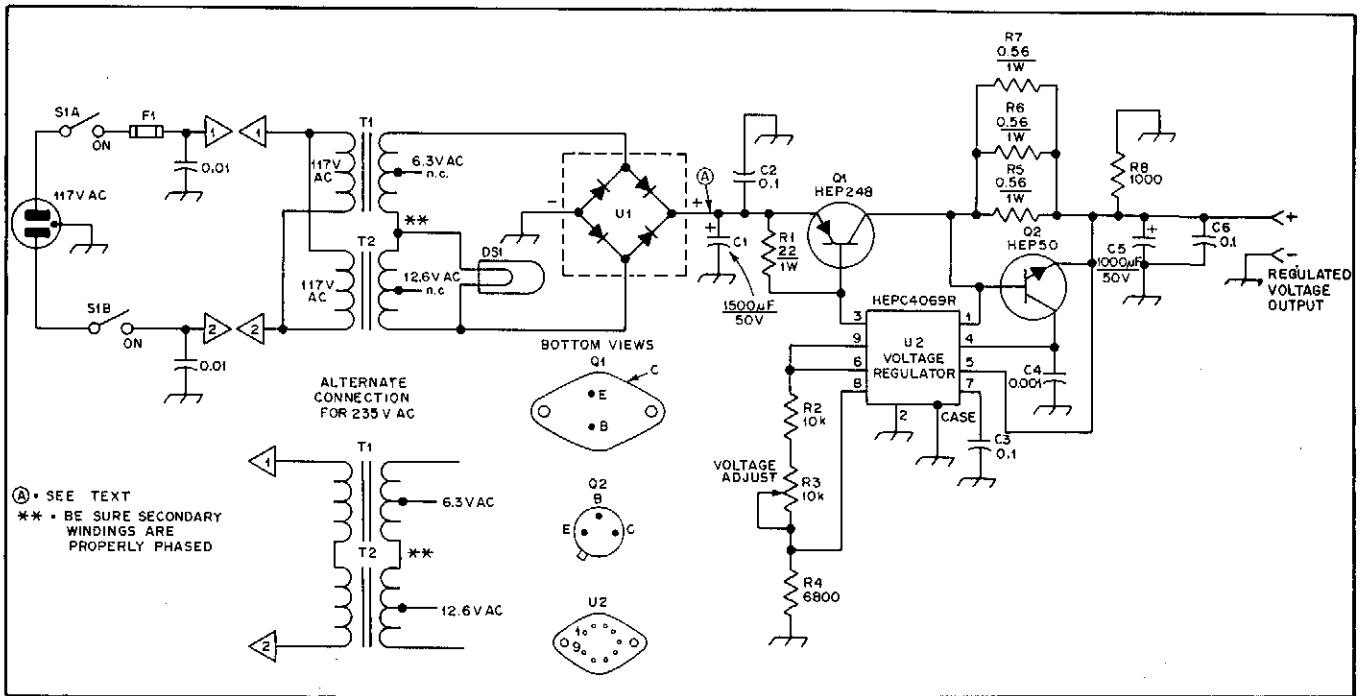 S1A
ON
F1
0.01
117V AC
S1B
ON
0.01
1
1
2
2
T1
117V
AC
6.3V AC
n.c.
**
T2
117V
AC
12.6V AC
n.c
DS1
-
U1
+
A
+
C1
1500µF
50V
C2
0.1
R1
22
1W
Q1
HEP248
R7
0.56
1W
R6
0.56
1W
R5
0.56
1W
Q2
HEP50
R8
1000
+
C5
1000µF
50V
C6
0.1
+
-
REGULATED
VOLTAGE
OUTPUT
HEPC4069R
3
9
6
8
U2
VOLTAGE
REGULATOR
1
4
5
7
2
CASE
C4
0.001
C3
0.1
R2
10k
VOLTAGE
ADJUST
R3
10k
R4
6800
BOTTOM VIEWS
Q1
C
E
B
Q2
B
E
C
U2
1
9
ALTERNATE
CONNECTION
FOR 235V AC
1
2
T1
6.3V AC
T2
**
12.6V AC
A • SEE TEXT
** • BE SURE SECONDARY
WINDINGS ARE
PROPERLY PHASED